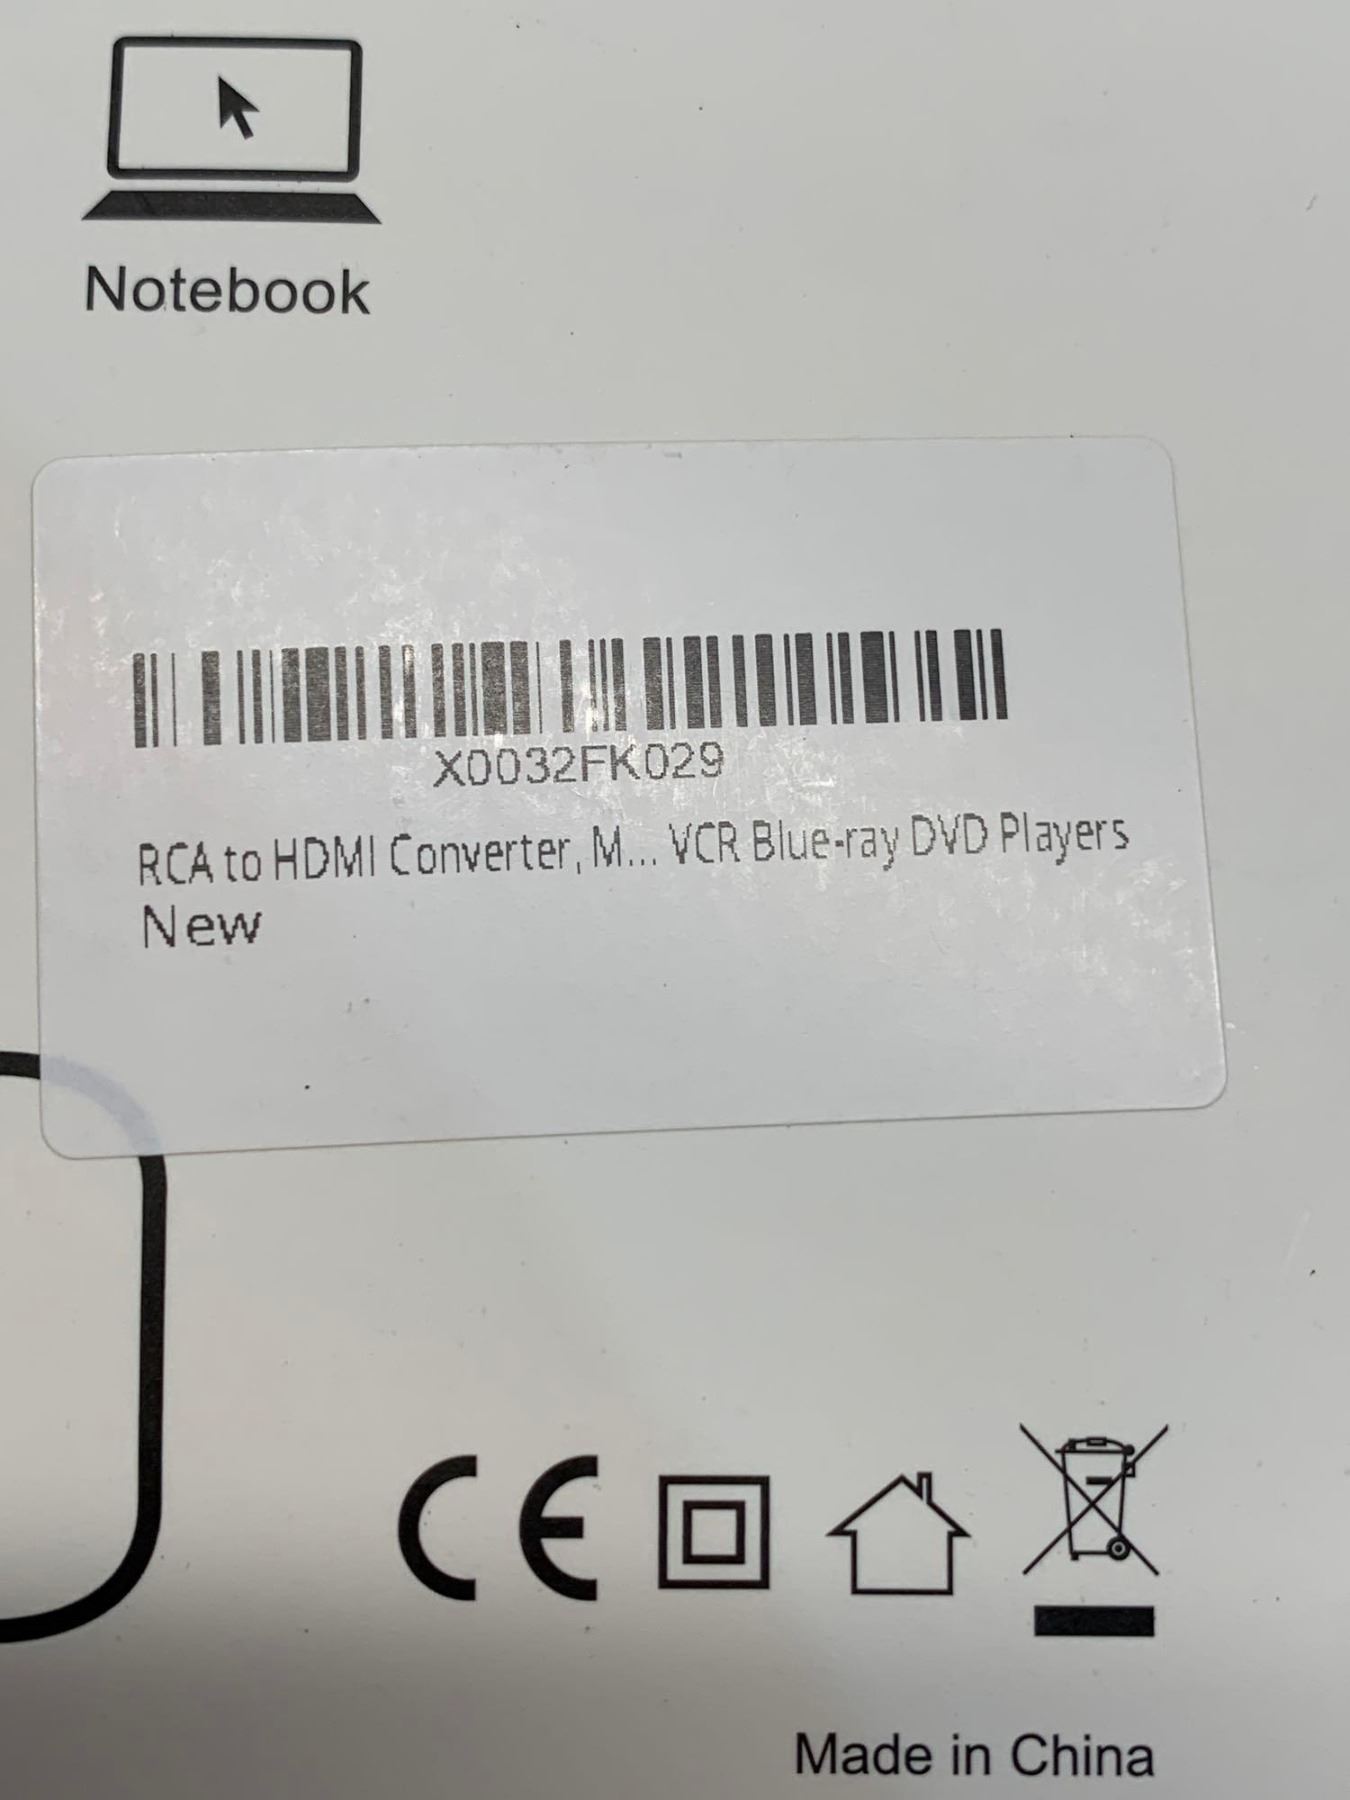 Notebook
X0032FK029
RCA to HDMI Converter, M... VCR Blue-ray DVD Players
New
CE
Made in China